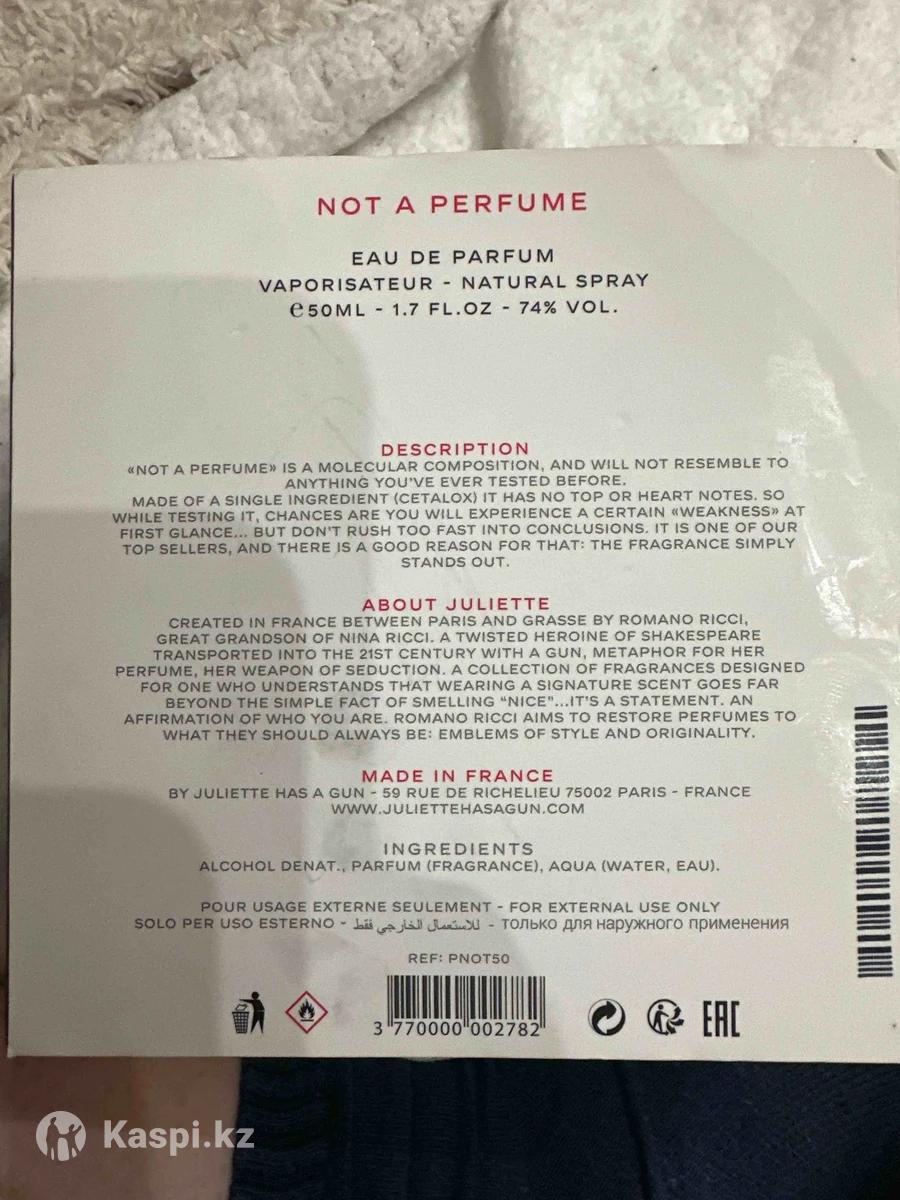 NOT A PERFUME
EAU DE PARFUM
VAPORISATEUR - NATURAL SPRAY
℮50ML - 1.7 FL.OZ - 74% VOL.
DESCRIPTION
«NOT A PERFUME» IS A MOLECULAR COMPOSITION, AND WILL NOT RESEMBLE TO
ANYTHING YOU'VE EVER TESTED BEFORE.
MADE OF A SINGLE INGREDIENT (CETALOX) IT HAS NO TOP OR HEART NOTES. SO
WHILE TESTING IT, CHANCES ARE YOU WILL EXPERIENCE A CERTAIN «WEAKNESS» AT
FIRST GLANCE... BUT DON'T RUSH TOO FAST INTO CONCLUSIONS. IT IS ONE OF OUR
TOP SELLERS, AND THERE IS A GOOD REASON FOR THAT: THE FRAGRANCE SIMPLY
STANDS OUT.
ABOUT JULIETTE
CREATED IN FRANCE BETWEEN PARIS AND GRASSE BY ROMANO RICCI,
GREAT GRANDSON OF NINA RICCI. A TWISTED HEROINE OF SHAKESPEARE
TRANSPORTED INTO THE 21ST CENTURY WITH A GUN, METAPHOR FOR HER
PERFUME, HER WEAPON OF SEDUCTION. A COLLECTION OF FRAGRANCES DESIGNED
FOR ONE WHO UNDERSTANDS THAT WEARING A SIGNATURE SCENT GOES FAR
BEYOND THE SIMPLE FACT OF SMELLING “NICE”...IT'S A STATEMENT. AN
AFFIRMATION OF WHO YOU ARE. ROMANO RICCI AIMS TO RESTORE PERFUMES TO
WHAT THEY SHOULD ALWAYS BE: EMBLEMS OF STYLE AND ORIGINALITY.
MADE IN FRANCE
BY JULIETTE HAS A GUN - 59 RUE DE RICHELIEU 75002 PARIS - FRANCE
WWW.JULIETTEHASAGUN.COM
INGREDIENTS
ALCOHOL DENAT., PARFUM (FRAGRANCE), AQUA (WATER, EAU).
POUR USAGE EXTERNE SEULEMENT - FOR EXTERNAL USE ONLY
SOLO PER USO ESTERNO - للاستعمال الخارجي فقط - только для наружного применения
REF: PNOT50
3 770000 002782
EAC
Kaspi.kz